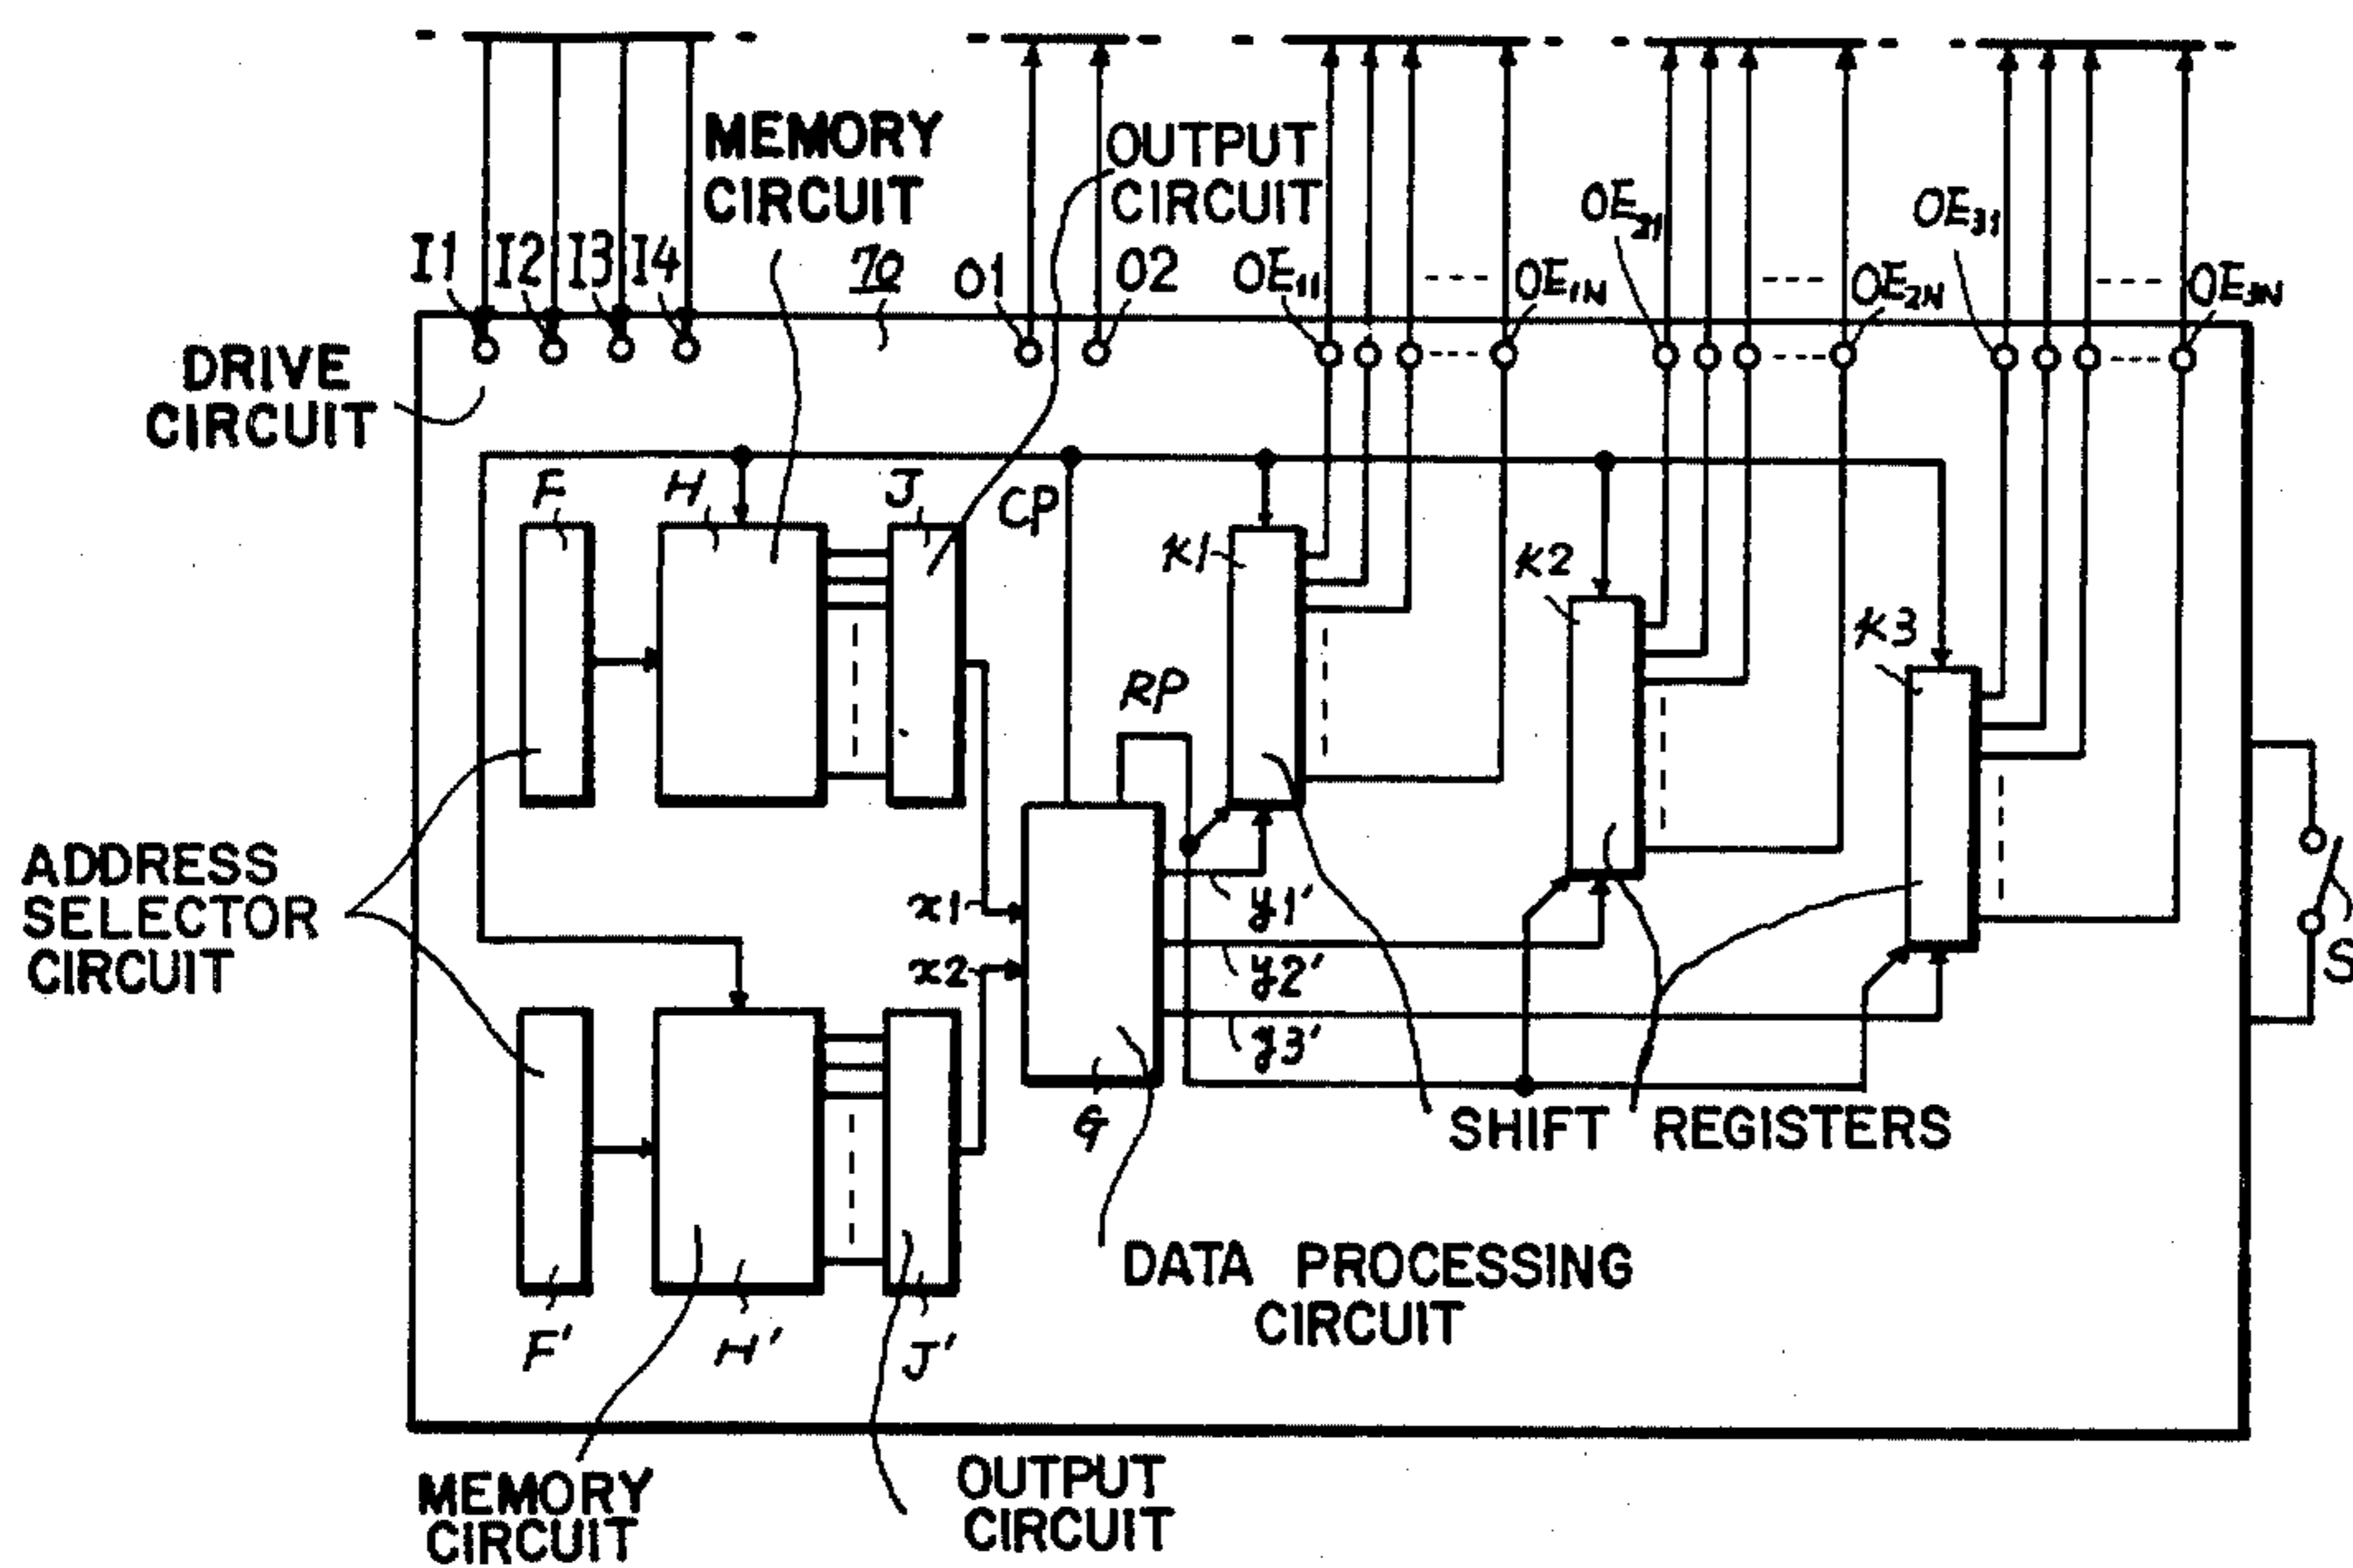 MEMORY
CIRCUIT
OUTPUT
CIRCUIT
I1 I2 I3 I4
70
O1 O2
OE11 OE1N
OE21 OE2N
OE31 OE3N
DRIVE
CIRCUIT
F H J CP
K1 K2 K3
RP
ADDRESS
SELECTOR
CIRCUIT
x1
x2
y1'
y2'
y3'
S
G
SHIFT REGISTERS
DATA PROCESSING
CIRCUIT
F' H' J'
MEMORY
CIRCUIT
OUTPUT
CIRCUIT